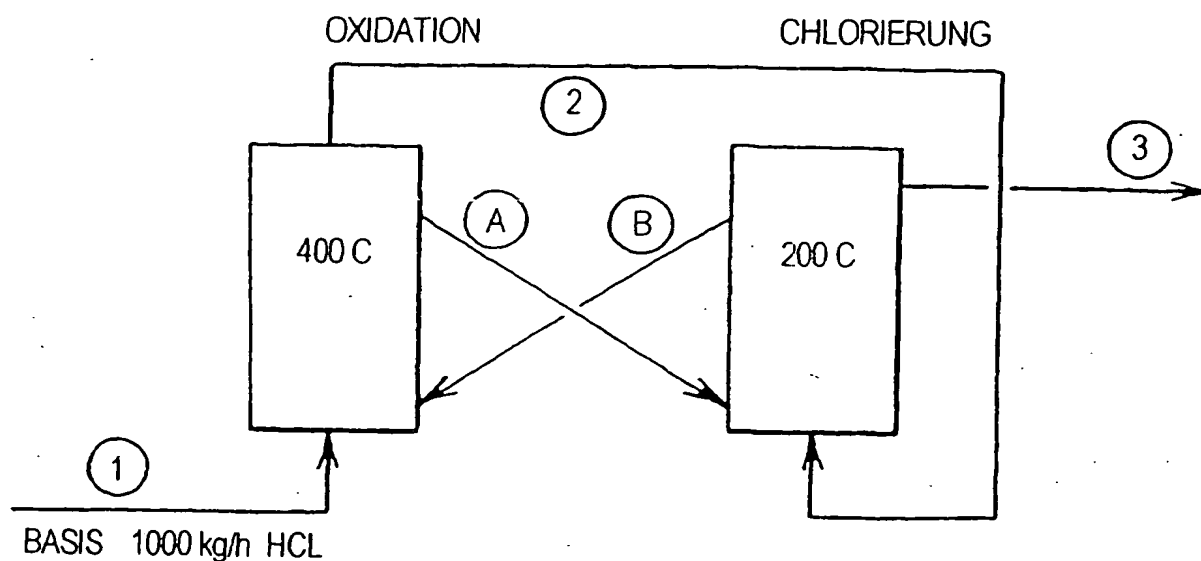 OXIDATION
CHLORIERUNG
2
3
A
B
400 C
200 C
1
BASIS 1000 kg/h HCL